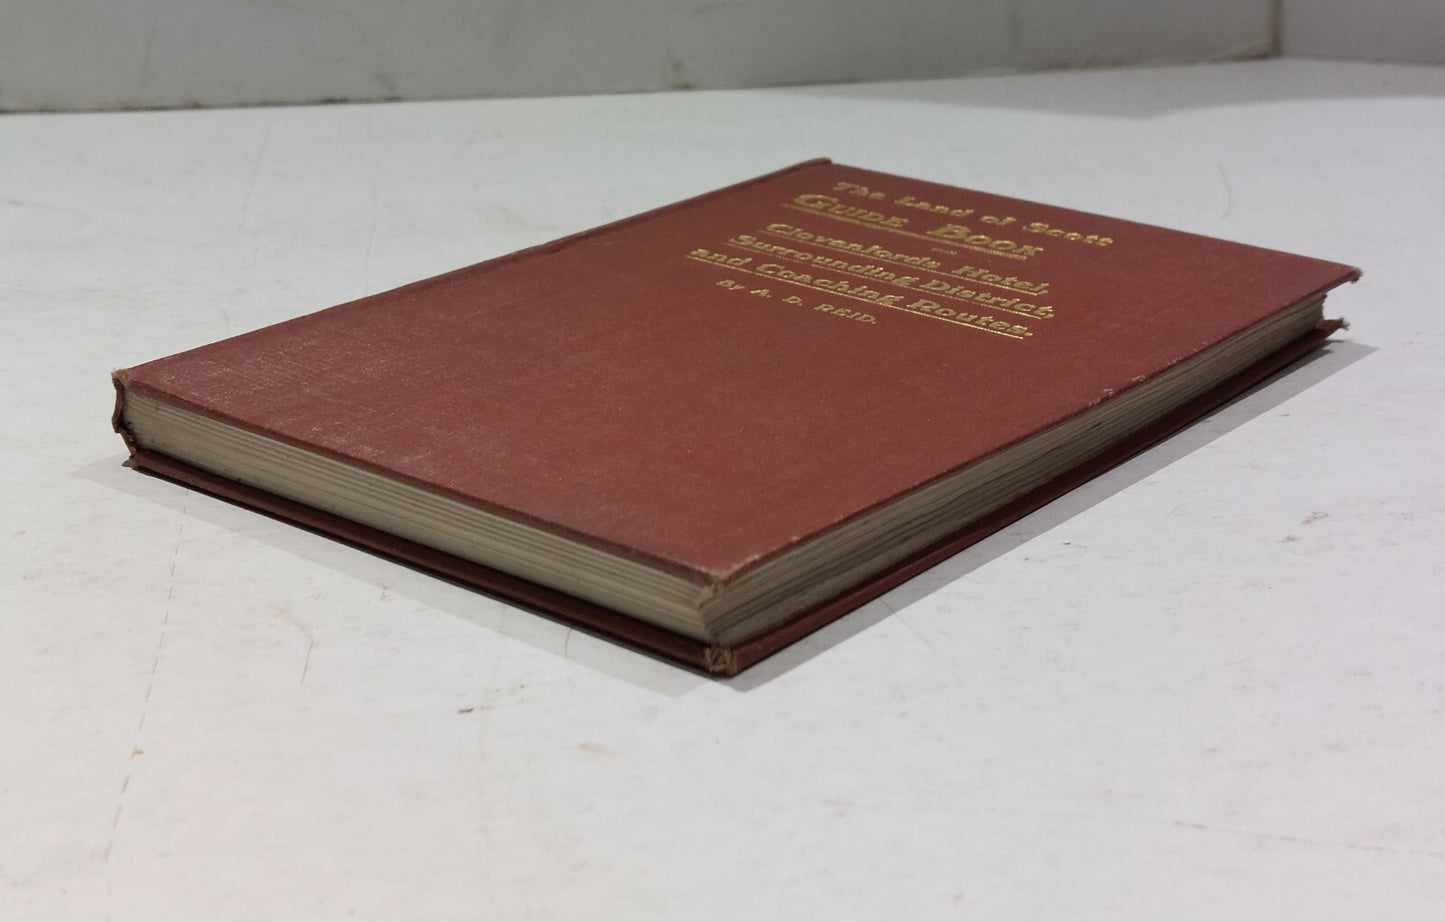 The Land of Scott
GUIDE BOOK
Clovenfords Hotel,
Surrounding District
and Coaching Routes.
By A. D. REID.